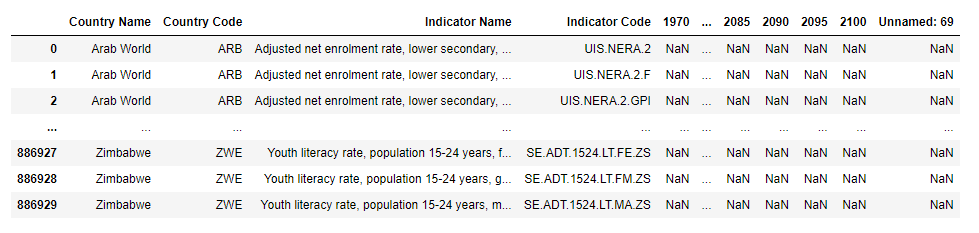 Country Name Country Code Indicator Name Indicator Code 1970 ... 2085 2090 2095 2100 Unnamed: 69
0 Arab World ARB Adjusted net enrolment rate, lower secondary, ... UIS.NERA.2 NaN ... NaN NaN NaN NaN NaN
1 Arab World ARB Adjusted net enrolment rate, lower secondary, ... UIS.NERA.2.F NaN ... NaN NaN NaN NaN NaN
2 Arab World ARB Adjusted net enrolment rate, lower secondary, ... UIS.NERA.2.GPI NaN ... NaN NaN NaN NaN NaN
... ... ... ... ... ... ... ... ... ... ... ...
886927 Zimbabwe ZWE Youth literacy rate, population 15-24 years, f... SE.ADT.1524.LT.FE.ZS NaN ... NaN NaN NaN NaN NaN
886928 Zimbabwe ZWE Youth literacy rate, population 15-24 years, g... SE.ADT.1524.LT.FM.ZS NaN ... NaN NaN NaN NaN NaN
886929 Zimbabwe ZWE Youth literacy rate, population 15-24 years, m... SE.ADT.1524.LT.MA.ZS NaN ... NaN NaN NaN NaN NaN